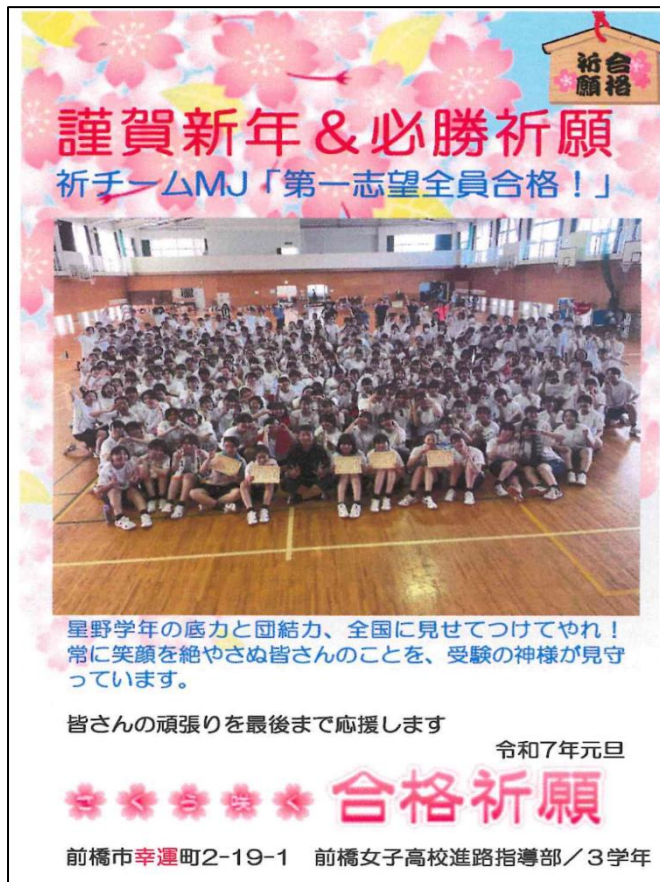 合格
祈願
謹賀新年＆必勝祈願
祈チームMJ「第一志望全員合格！」
星野学年の底力と団結力、全国に見せてつけてやれ！
常に笑顔を絶やさぬ皆さんのことを、受験の神様が見守
っています。
皆さんの頑張りを最後まで応援します
令和7年元旦
さくら咲く 合格祈願
前橋市幸運町2-19-1 前橋女子高校進路指導部／3学年